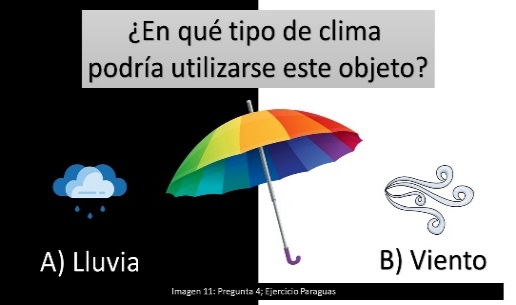 ¿En qué tipo de clima
podría utilizarse este objeto?
A) Lluvia
B) Viento
Imagen 11: Pregunta 4; Ejercicio Paraguas